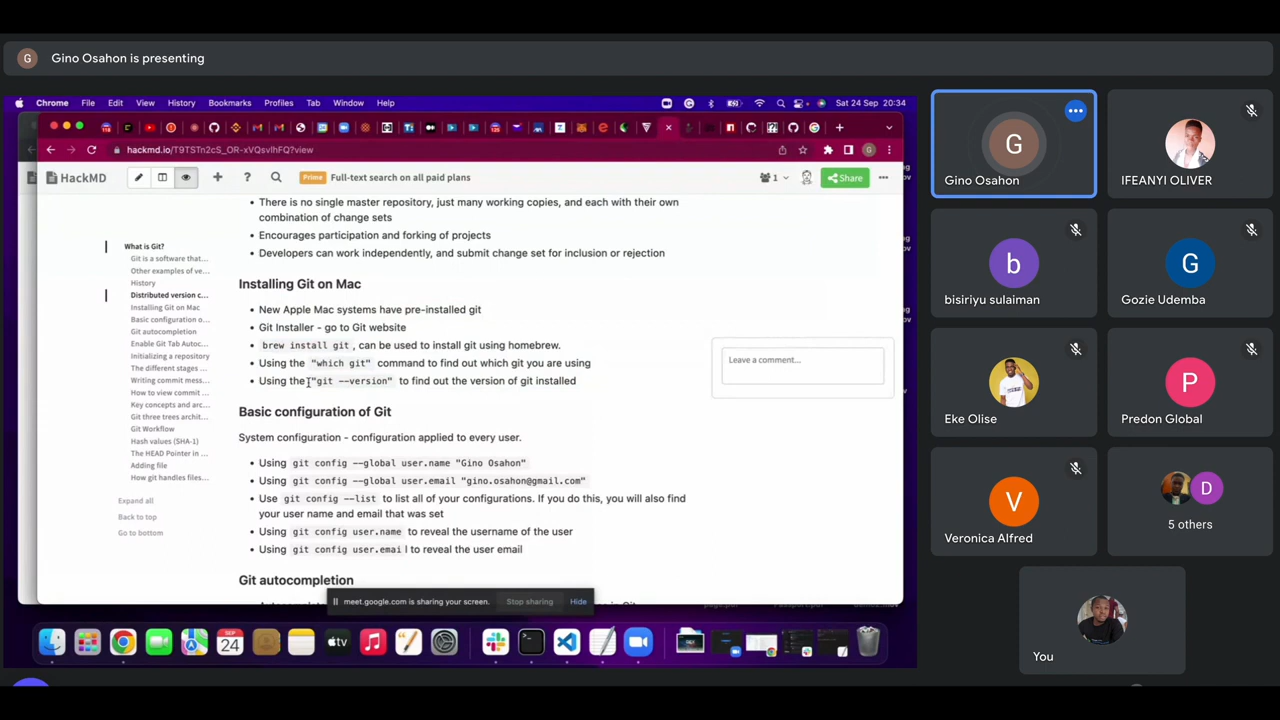 G
Gino Osahon is presenting
Chrome File Edit View History Bookmarks Profiles Tab Window Help
Sat 24 Sep 20:34
hackmd.io/T9TSTn2cS_OR-xVQsvlhFQ?view
HackMD
Prime Full-text search on all paid plans
1
Share
There is no single master repository, just many working copies, and each with their own
combination of change sets
Encourages participation and forking of projects
Developers can work independently, and submit change set for inclusion or rejection
Installing Git on Mac
New Apple Mac systems have pre-installed git
Git Installer - go to Git website
brew install git , can be used to install git using homebrew.
Using the "which git" command to find out which git you are using
Using the "git --version" to find out the version of git installed
Basic configuration of Git
System configuration - configuration applied to every user.
Using git config --global user.name "Gino Osahon"
Using git config --global user.email "gino.osahon@gmail.com"
Use git config --list to list all of your configurations. If you do this, you will also find
your user name and email that was set
Using git config user.name to reveal the username of the user
Using git config user.emai l to reveal the user email
Git autocompletion
What is Git?
Git is a software that...
Other examples of ve...
History
Distributed version c...
Installing Git on Mac
Basic configuration o...
Git autocompletion
Enable Git Tab Autoc...
Initializing a repository
The different stages ...
Writing commit mess...
How to view commit ...
Key concepts and arc...
Git three trees archit...
Git Workflow
Hash values (SHA-1)
The HEAD Pointer in ...
Adding file
How git handles files...
Expand all
Back to top
Go to bottom
Leave a comment...
meet.google.com is sharing your screen.
Stop sharing
Hide
SEP
24
tv
G
Gino Osahon
IFEANYI OLIVER
b
bisiriyu sulaiman
G
Gozie Udemba
Eke Olise
P
Predon Global
V
Veronica Alfred
D
5 others
You